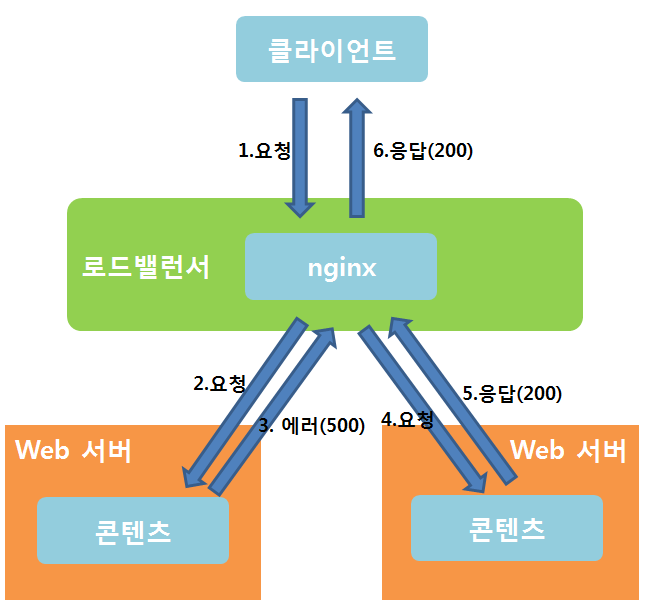 클라이언트
1.요청
6.응답(200)
로드밸런서
nginx
2.요청
3. 에러(500)
4.요청
5.응답(200)
Web 서버
콘텐츠
Web 서버
콘텐츠